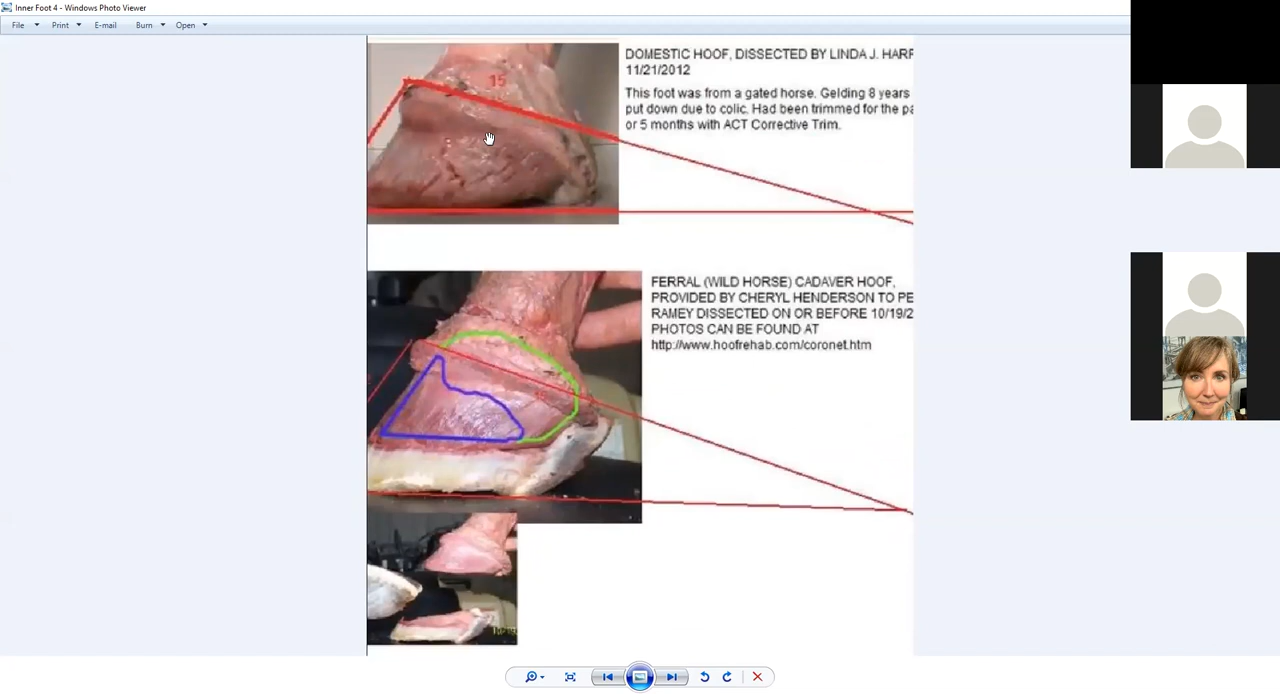 Inner Foot 4 - Windows Photo Viewer
File Print E-mail Burn Open
15
DOMESTIC HOOF, DISSECTED BY LINDA J. HARR
11/21/2012
This foot was from a gated horse. Gelding 8 years
put down due to colic. Had been trimmed for the pa
or 5 months with ACT Corrective Trim.
FERRAL (WILD HORSE) CADAVER HOOF,
PROVIDED BY CHERYL HENDERSON TO PE
RAMEY DISSECTED ON OR BEFORE 10/19/2
PHOTOS CAN BE FOUND AT
http://www.hoofrehab.com/coronet.htm